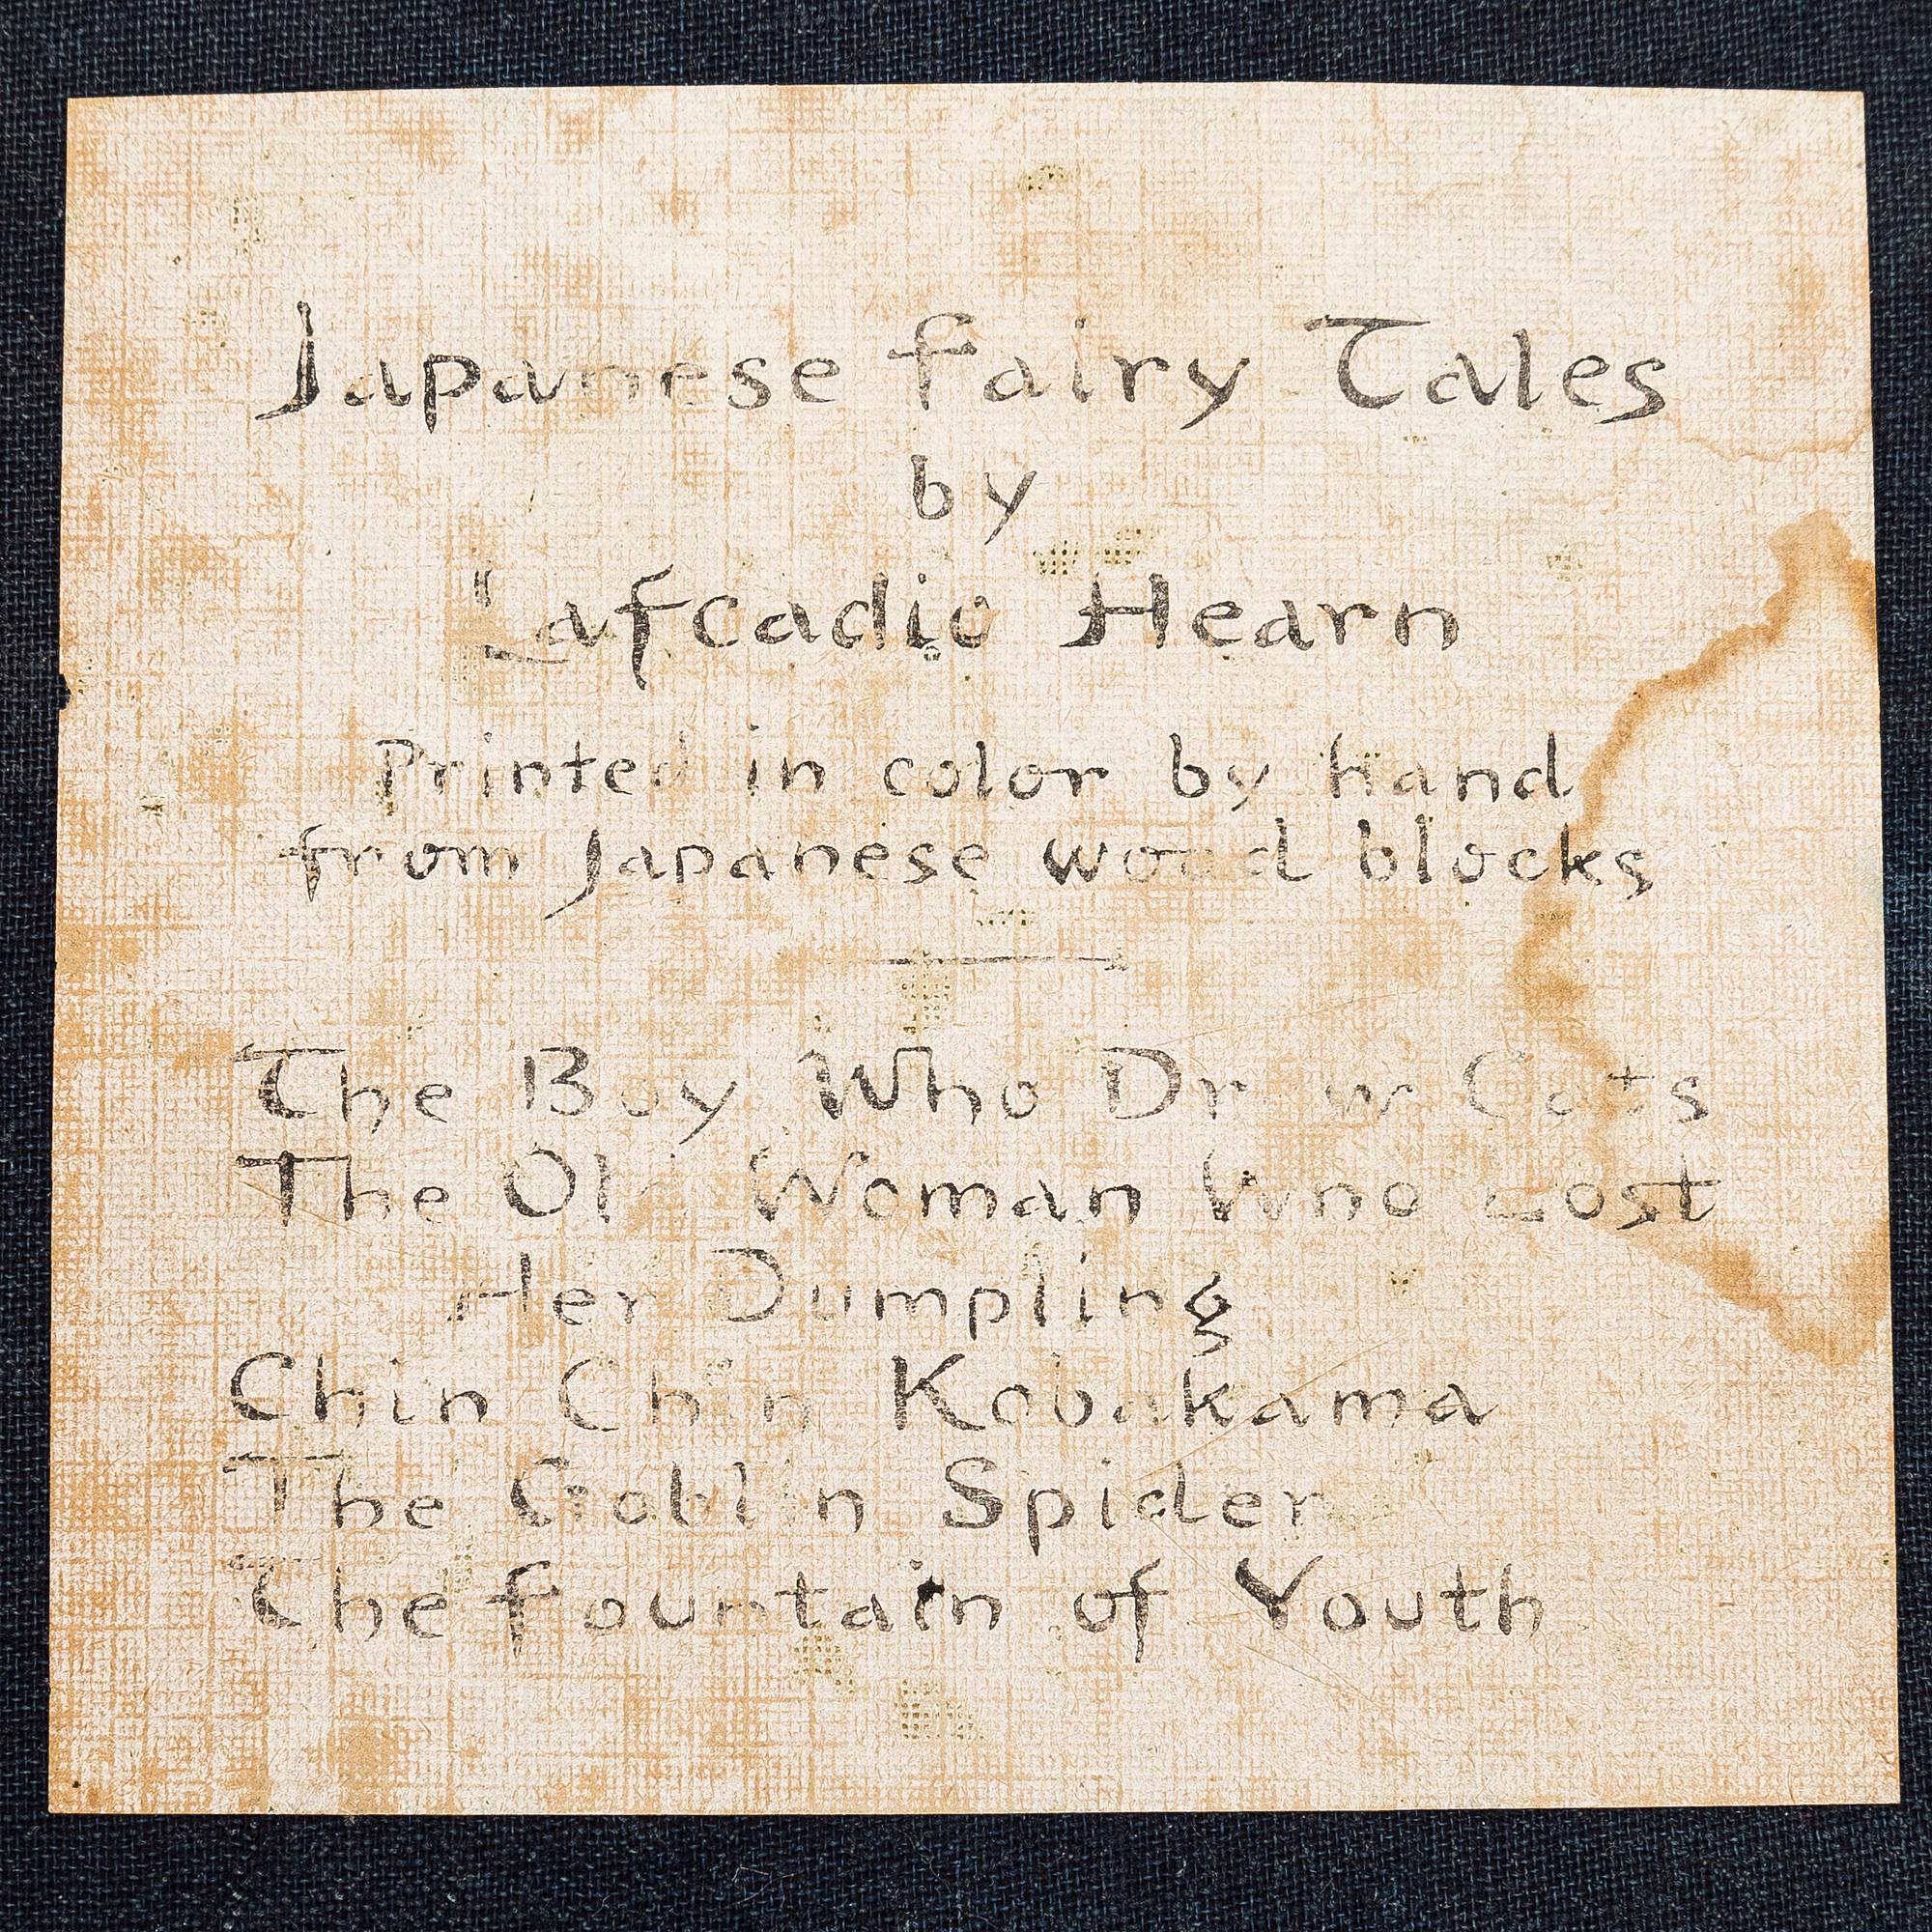 Japanese Fairy Tales
by
Lafcadio Hearn
Printed in color by hand
from Japanese wood blocks
The Boy Who Drew Cats
The Old Woman Who Lost
Her Dumpling
Chin Chin Kobakama
The Goblin Spider
The Fountain of Youth